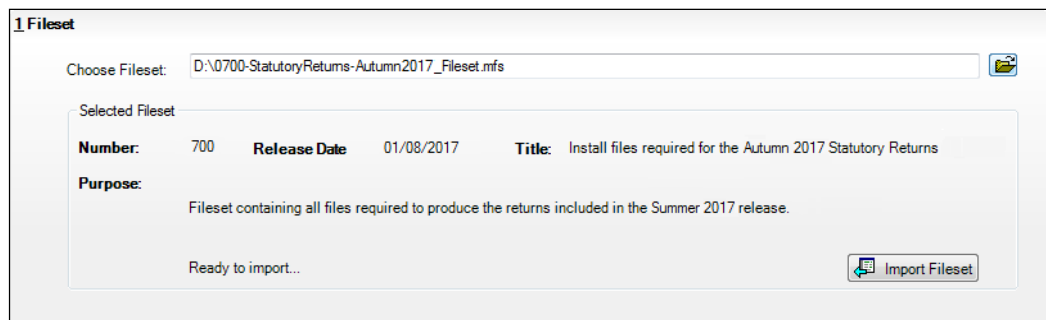 1 Fileset
Choose Fileset: D:\0700-StatutoryReturns-Autumn2017_Fileset.mfs
Selected Fileset
Number: 700 Release Date 01/08/2017 Title: Install files required for the Autumn 2017 Statutory Returns
Purpose:
Fileset containing all files required to produce the returns included in the Summer 2017 release.
Ready to import... Import Fileset